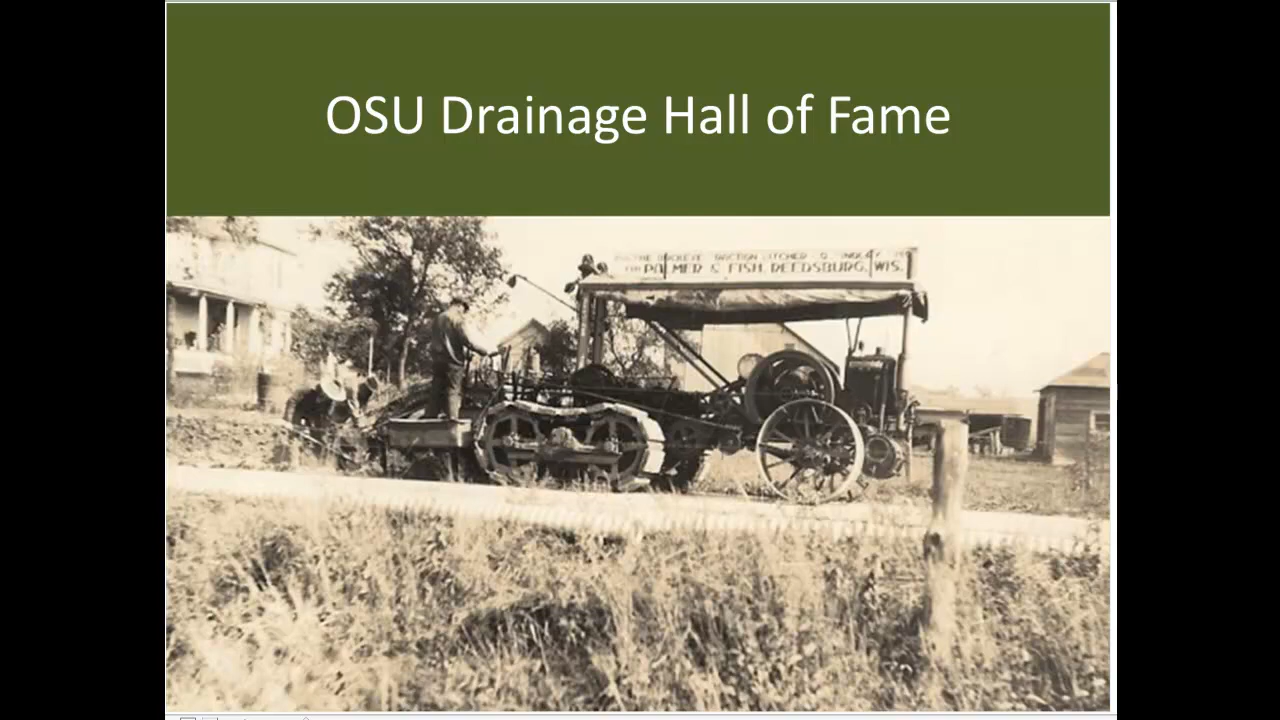 OSU Drainage Hall of Fame
BUCKEYE TRACTION DITCHER
PALMER & FISH, REEDSBURG, WIS.